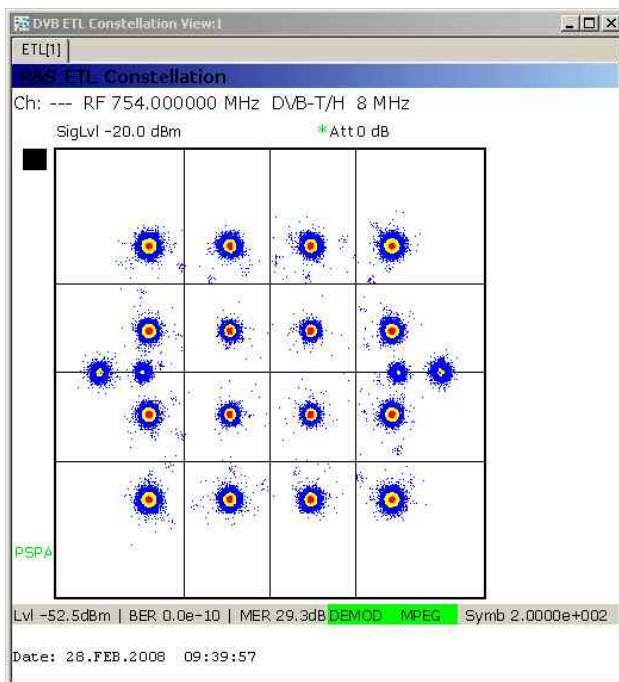 DVB ETL Constellation View:1
ETL[1]
R&S ETL Constellation
Ch: --- RF 754.000000 MHz DVB-T/H 8 MHz
SigLvl -20.0 dBm *Att 0 dB
PSPA
Lvl -52.5dBm | BER 0.0e-10 | MER 29.3dB DEMOD MPEG Symb 2.0000e+002
Date: 28.FEB.2008 09:39:57